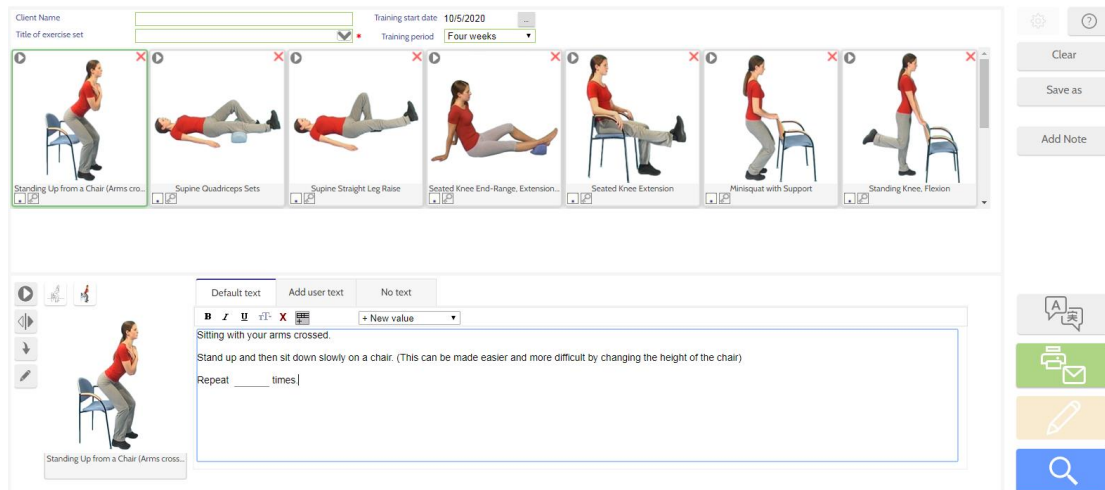 Client Name
Training start date 10/5/2020 ...
Title of exercise set *
Training period Four weeks
Clear
Save as
Add Note
Standing Up from a Chair (Arms cro...
Supine Quadriceps Sets
Supine Straight Leg Raise
Seated Knee End-Range, Extension...
Seated Knee Extension
Minisquat with Support
Standing Knee, Flexion
Default text
Add user text
No text
B I U TT X + New value
Sitting with your arms crossed.
Stand up and then sit down slowly on a chair. (This can be made easier and more difficult by changing the height of the chair)
Repeat ______ times.
Standing Up from a Chair (Arms cross...
A